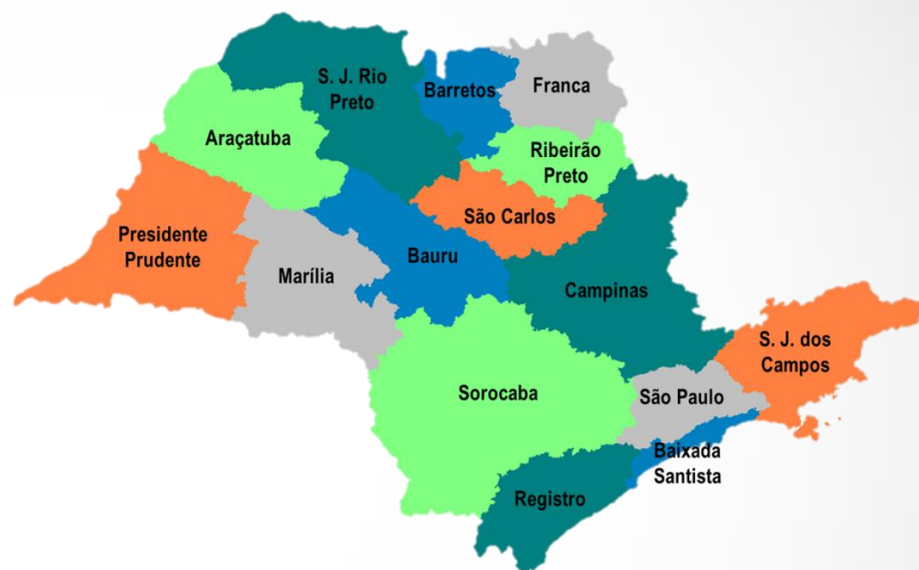 S. J. Rio
Preto
Barretos
Franca
Araçatuba
Ribeirão
Preto
São Carlos
Presidente
Prudente
Bauru
Marília
Campinas
S. J. dos
Campos
Sorocaba
São Paulo
Baixada
Santista
Registro